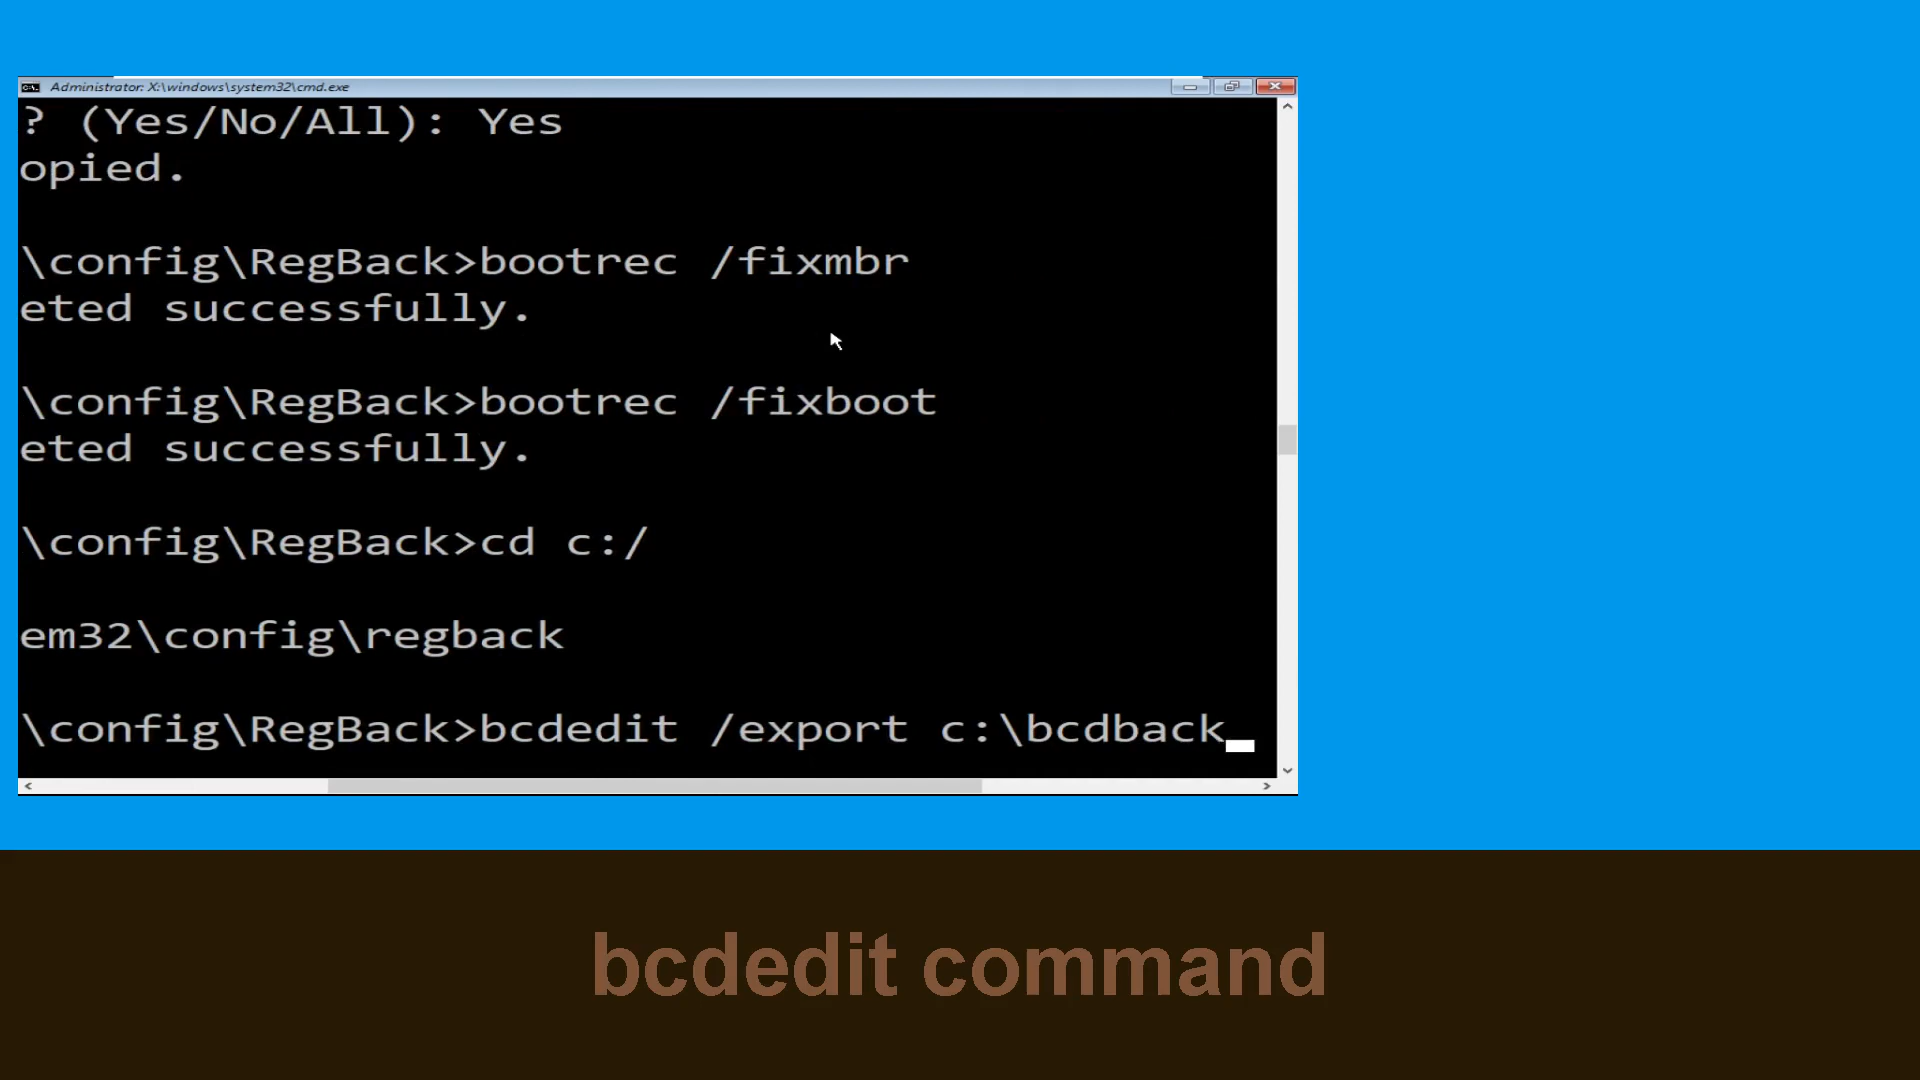 Administrator: X:\windows\system32\cmd.exe
? (Yes/No/All): Yes
opied.
\config\RegBack>bootrec /fixmbr
eted successfully.
\config\RegBack>bootrec /fixboot
eted successfully.
\config\RegBack>cd c:/
em32\config\regback
\config\RegBack>bcdedit /export c:\bcdback
bcdedit command